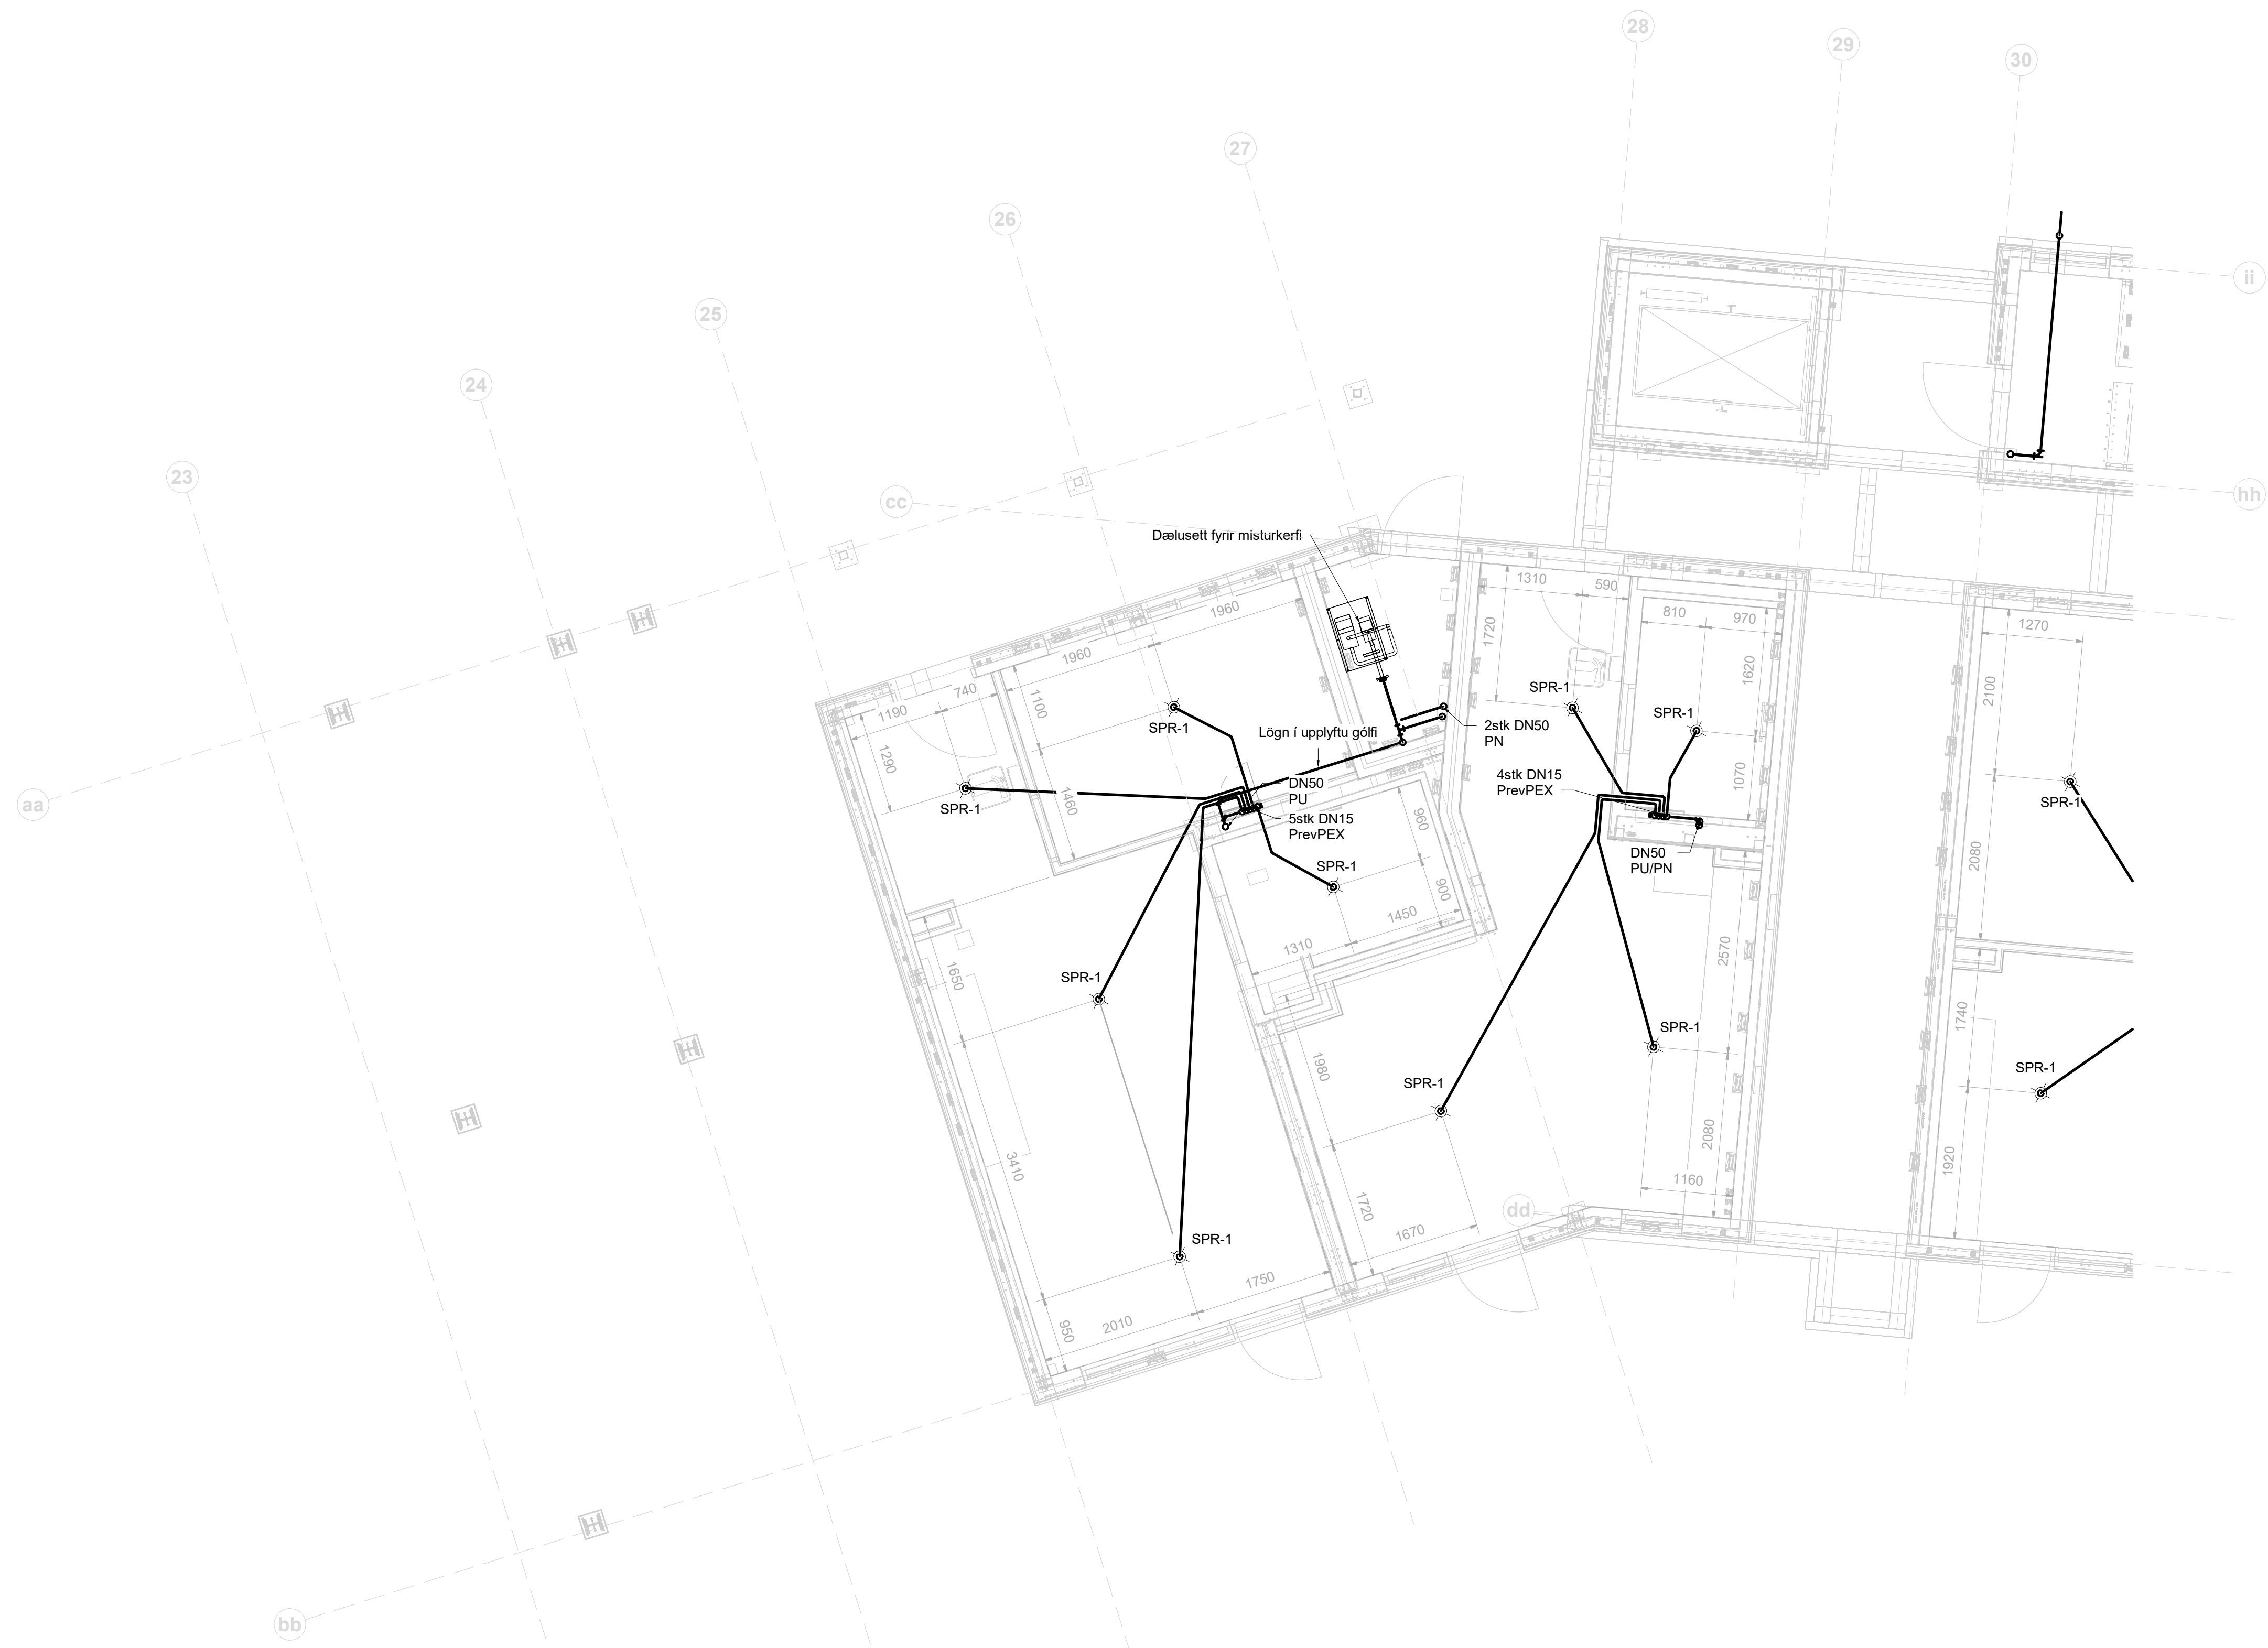 28
29
30
27
26
ii
25
24
23
hh
cc
Dælusett fyrir misturkerfi
1310
590
1960
810
970
1270
1720
1960
740
1190
1100
1620
2100
SPR-1
SPR-1
SPR-1
2stk DN50
PN
Lögn í upplyftu gólfi
1290
4stk DN15
PrevPEX
1070
DN50
PU
SPR-1
SPR-1
aa
1460
5stk DN15
PrevPEX
960
DN50
PU/PN
2080
SPR-1
900
1450
1310
2570
SPR-1
1650
1740
SPR-1
1980
SPR-1
SPR-1
2080
3410
1920
1160
1720
dd
1670
SPR-1
1750
2010
950
bb